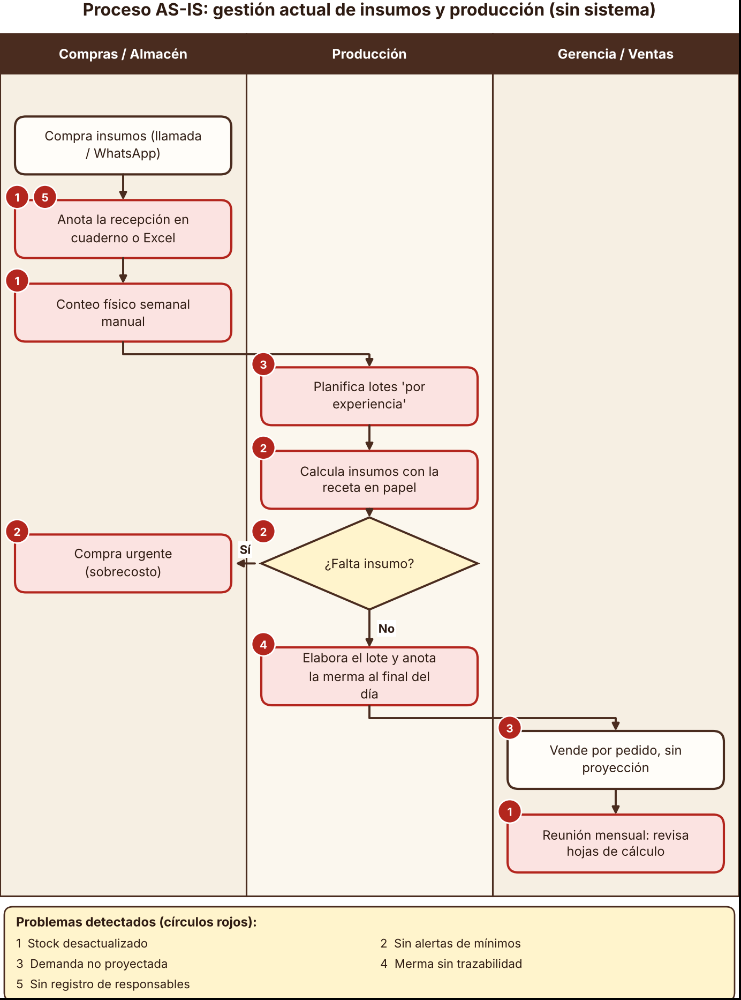 Proceso AS-IS: gestión actual de insumos y producción (sin sistema)
Compras / Almacén
Producción
Gerencia / Ventas
Compra insumos (llamada
/ WhatsApp)
1
5
Anota la recepción en
cuaderno o Excel
1
Conteo físico semanal
manual
3
Planifica lotes 'por
experiencia'
2
Calcula insumos con la
receta en papel
2
Compra urgente
(sobrecosto)
Sí
2
¿Falta insumo?
No
4
Elabora el lote y anota
la merma al final del
día
3
Vende por pedido, sin
proyección
1
Reunión mensual: revisa
hojas de cálculo
Problemas detectados (círculos rojos):
1 Stock desactualizado
2 Sin alertas de mínimos
3 Demanda no proyectada
4 Merma sin trazabilidad
5 Sin registro de responsables